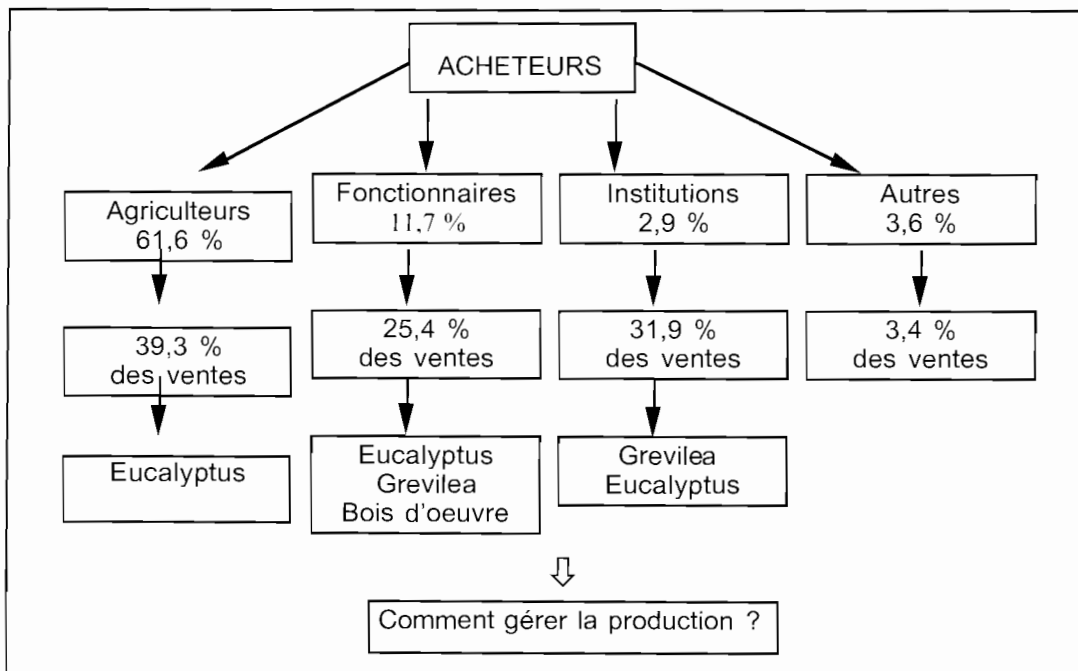 ACHETEURS
Agriculteurs
61,6 %
Fonctionnaires
11,7 %
Institutions
2,9 %
Autres
3,6 %
39,3 %
des ventes
25,4 %
des ventes
31,9 %
des ventes
3,4 %
des ventes
Eucalyptus
Eucalyptus
Grevilea
Bois d'oeuvre
Grevilea
Eucalyptus
Comment gérer la production ?